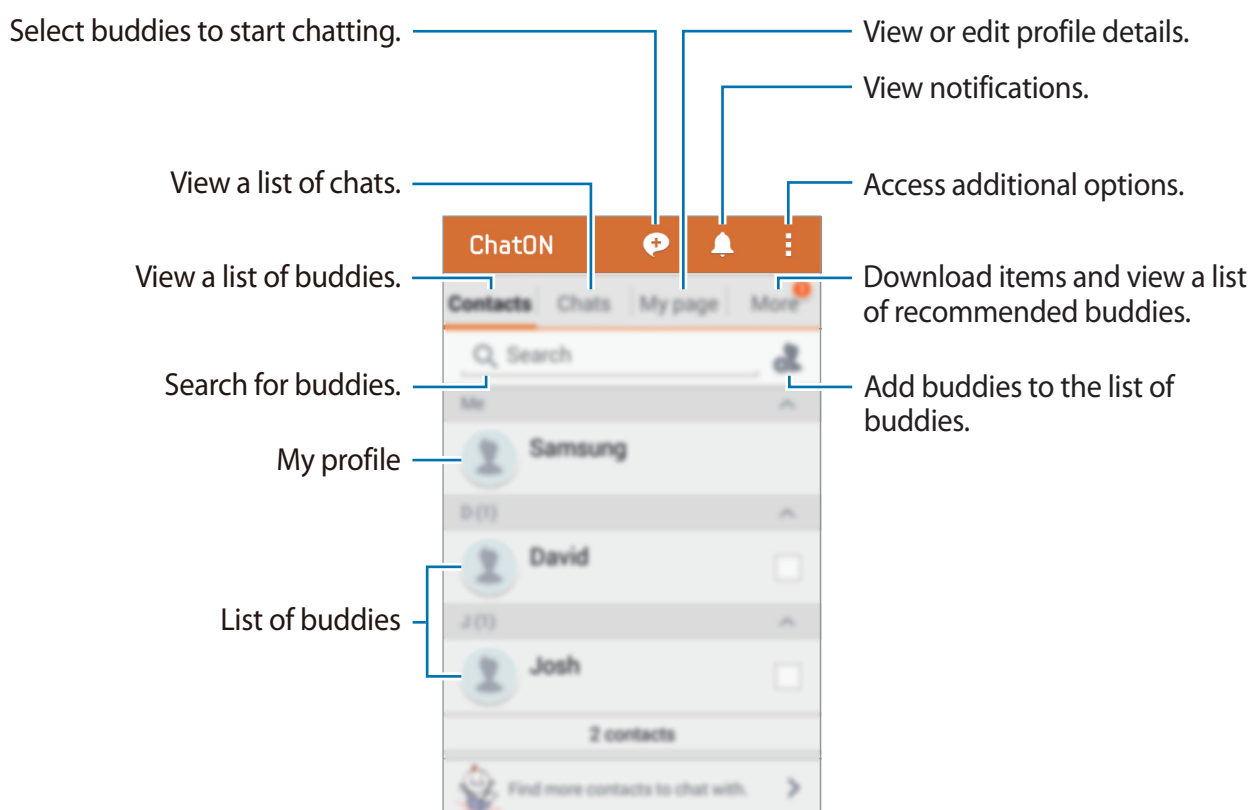 Select buddies to start chatting.
View or edit profile details.
View notifications.
View a list of chats.
Access additional options.
ChatON
View a list of buddies.
Download items and view a list
of recommended buddies.
Contacts
Chats
My page
More
1
Search
Search for buddies.
Add buddies to the list of
buddies.
Me
My profile
Samsung
D (1)
David
List of buddies
J (1)
Josh
2 contacts
Find more contacts to chat with.